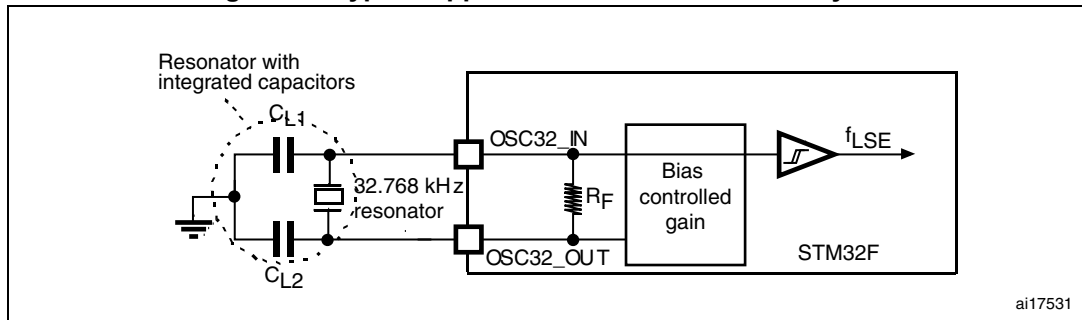 Resonator with
integrated capacitors
CL1
OSC32_IN
fLSE
32.768 kHz
resonator
RF
Bias
controlled
gain
OSC32_OUT
STM32F
CL2
ai17531